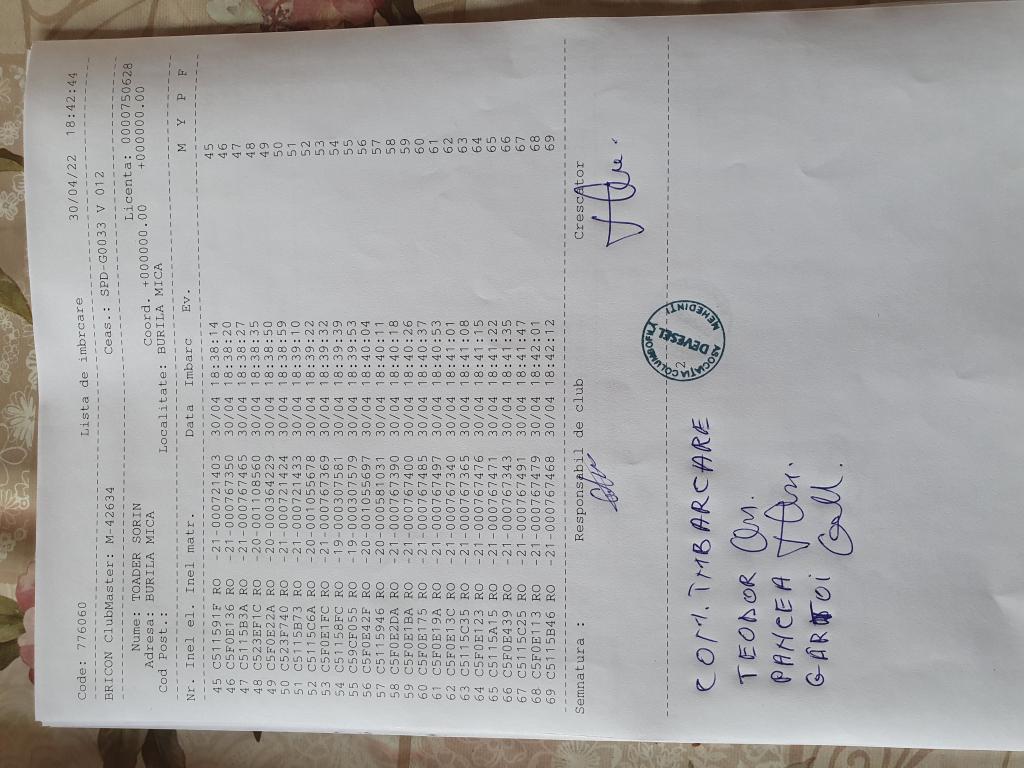 Code: 776060 Lista de imbrcare 30/04/22 18:42:44
BRICON ClubMaster: M-42634 Ceas.: SPD-G0033 V 012
Nume: TOADER SORIN Licenta: 0000750628
Adresa: BURILA MICA Coord. +000000.00 +000000.00
Cod Post.: Localitate: BURILA MICA
Nr. Inel el. Inel matr. Data Imbarc Ev. M Y P F
45 C511591F RO -21-000721403 30/04 18:38:14 45
46 C5F0E136 RO -21-000767350 30/04 18:38:20 46
47 C5115B3A RO -21-000767465 30/04 18:38:27 47
48 C523EF1C RO -20-001108560 30/04 18:38:35 48
49 C5F0E22A RO -20-000364229 30/04 18:38:50 49
50 C523F740 RO -21-000721424 30/04 18:38:59 50
51 C5115B73 RO -21-000721433 30/04 18:39:10 51
52 C5115C6A RO -20-001055678 30/04 18:39:22 52
53 C5F0E1FC RO -21-000767369 30/04 18:39:32 53
54 C51158FC RO -19-000307581 30/04 18:39:39 54
55 C59CF055 RO -19-000307579 30/04 18:39:53 55
56 C5F0E42F RO -20-001055697 30/04 18:40:04 56
57 C5115946 RO -20-000581031 30/04 18:40:11 57
58 C5F0E2DA RO -21-000767390 30/04 18:40:18 58
59 C5F0E1BA RO -21-000767400 30/04 18:40:26 59
60 C5F0E175 RO -21-000767485 30/04 18:40:37 60
61 C5F0E19A RO -21-000767497 30/04 18:40:53 61
62 C5F0E13C RO -21-000767340 30/04 18:41:01 62
63 C5115C35 RO -21-000767365 30/04 18:41:08 63
64 C5F0E123 RO -21-000767476 30/04 18:41:15 64
65 C5115A15 RO -21-000767471 30/04 18:41:22 65
66 C5F0E439 RO -21-000767343 30/04 18:41:35 66
67 C5115C25 RO -21-000767491 30/04 18:41:47 67
68 C5F0E113 RO -21-000767479 30/04 18:42:01 68
69 C5115B46 RO -21-000767468 30/04 18:42:12 69
Semnatura : Responsabil de club Crescator
ASOCIATIA COLUMBOFILA
2 DEVESEL
MEHEDINTI
COM. IMBARCARE
TEODOR
PANCEA
GARTOI